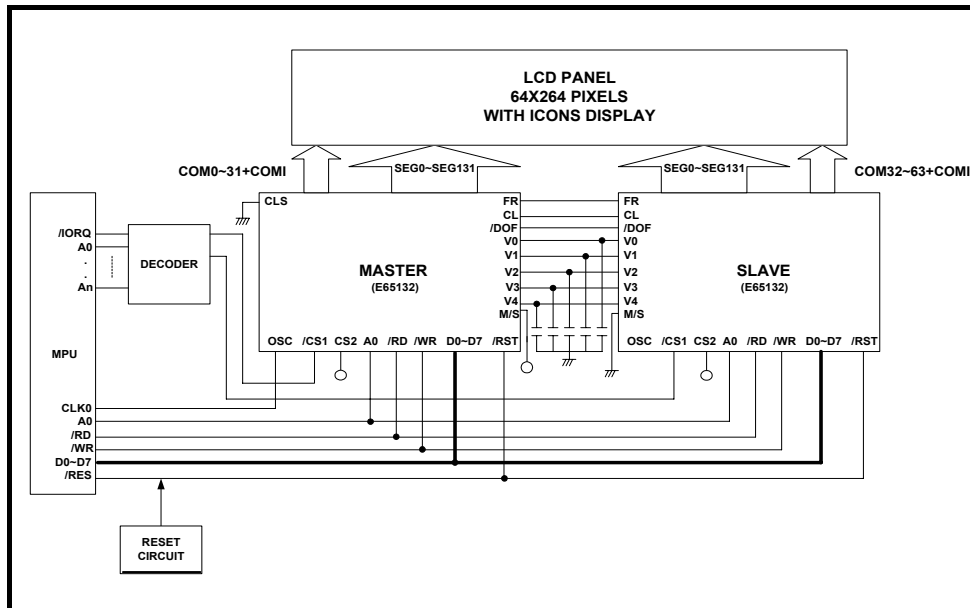 LCD PANEL
64X264 PIXELS
WITH ICONS DISPLAY
COM0~31+COMI
SEG0~SEG131
SEG0~SEG131
COM32~63+COMI
CLS
FR
CL
/DOF
V0
V1
V2
V3
V4
M/S
MASTER
(E65132)
OSC /CS1 CS2 A0 /RD /WR D0~D7 /RST
FR
CL
/DOF
V0
V1
V2
V3
V4
M/S
SLAVE
(E65132)
OSC /CS1 CS2 A0 /RD /WR D0~D7 /RST
/IORQ
A0
.
.
An
DECODER
MPU
CLK0
A0
/RD
/WR
D0~D7
/RES
RESET
CIRCUIT